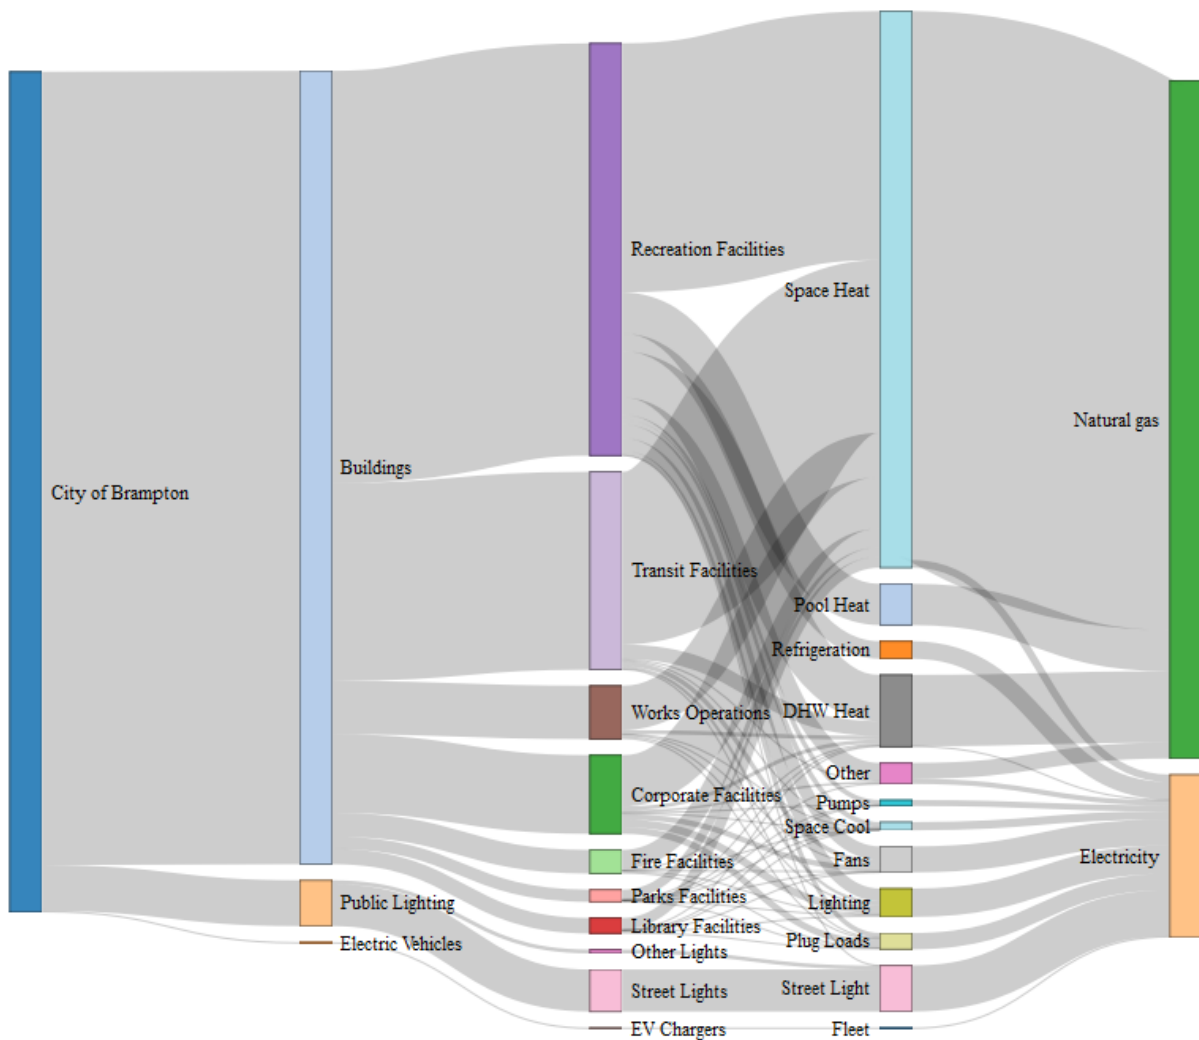 City of Brampton
Buildings
Public Lighting
Electric Vehicles
Recreation Facilities
Transit Facilities
Works Operations
Corporate Facilities
Fire Facilities
Parks Facilities
Library Facilities
Other Lights
Street Lights
EV Chargers
Space Heat
Pool Heat
Refrigeration
DHW Heat
Other
Pumps
Space Cool
Fans
Lighting
Plug Loads
Street Light
Fleet
Natural gas
Electricity